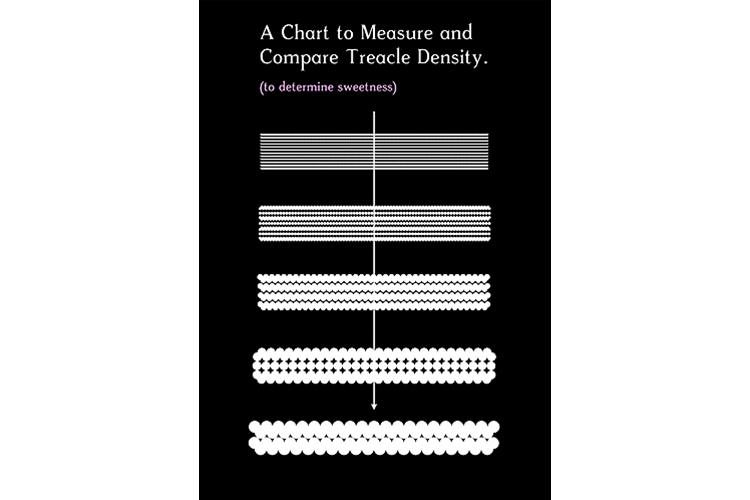 A Chart to Measure and
Compare Treacle Density.
(to determine sweetness)